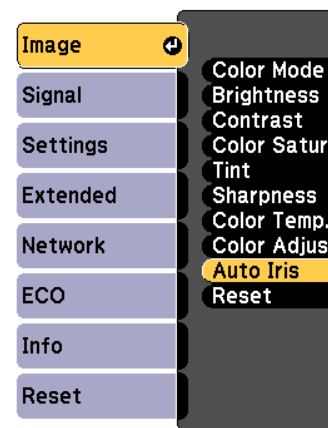 Image
Signal
Settings
Extended
Network
ECO
Info
Reset
Color Mode
Brightness
Contrast
Color Satur
Tint
Sharpness
Color Temp.
Color Adjus
Auto Iris
Reset